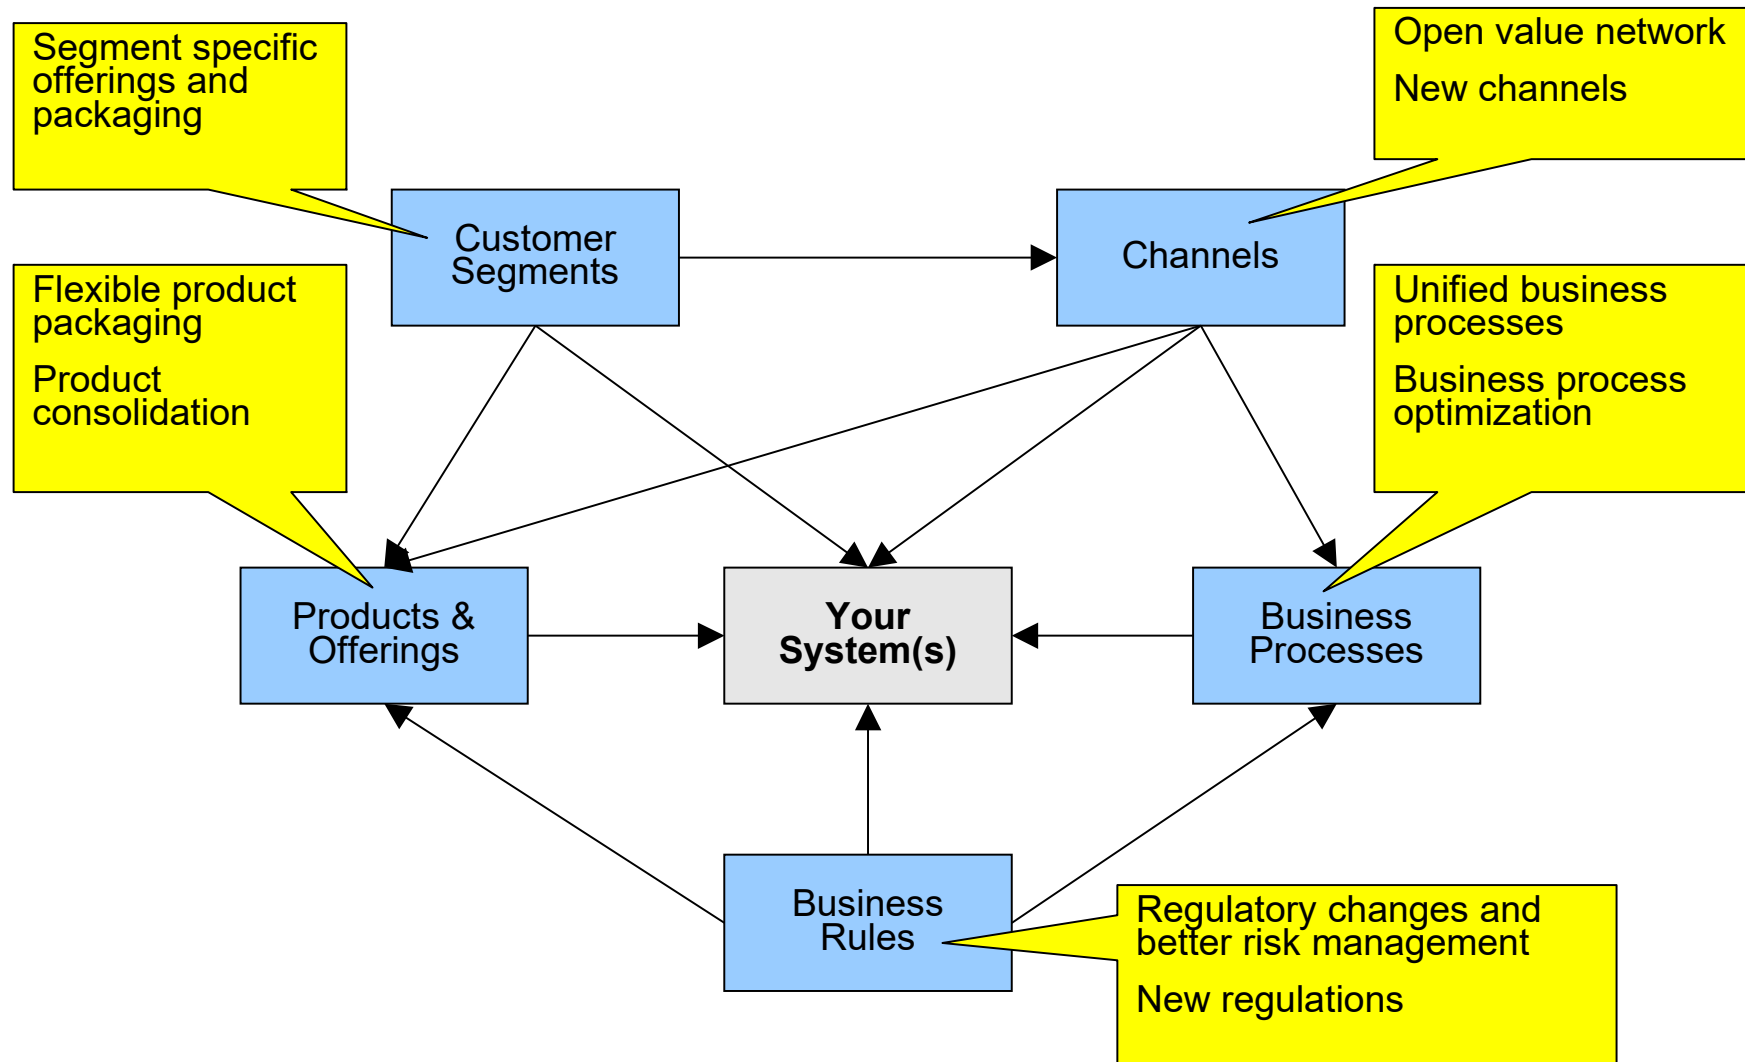 Segment specific
offerings and
packaging
Open value network
New channels
Customer
Segments
Channels
Flexible product
packaging
Product
consolidation
Unified business
processes
Business process
optimization
Products &
Offerings
Your
System(s)
Business
Processes
Business
Rules
Regulatory changes and
better risk management
New regulations